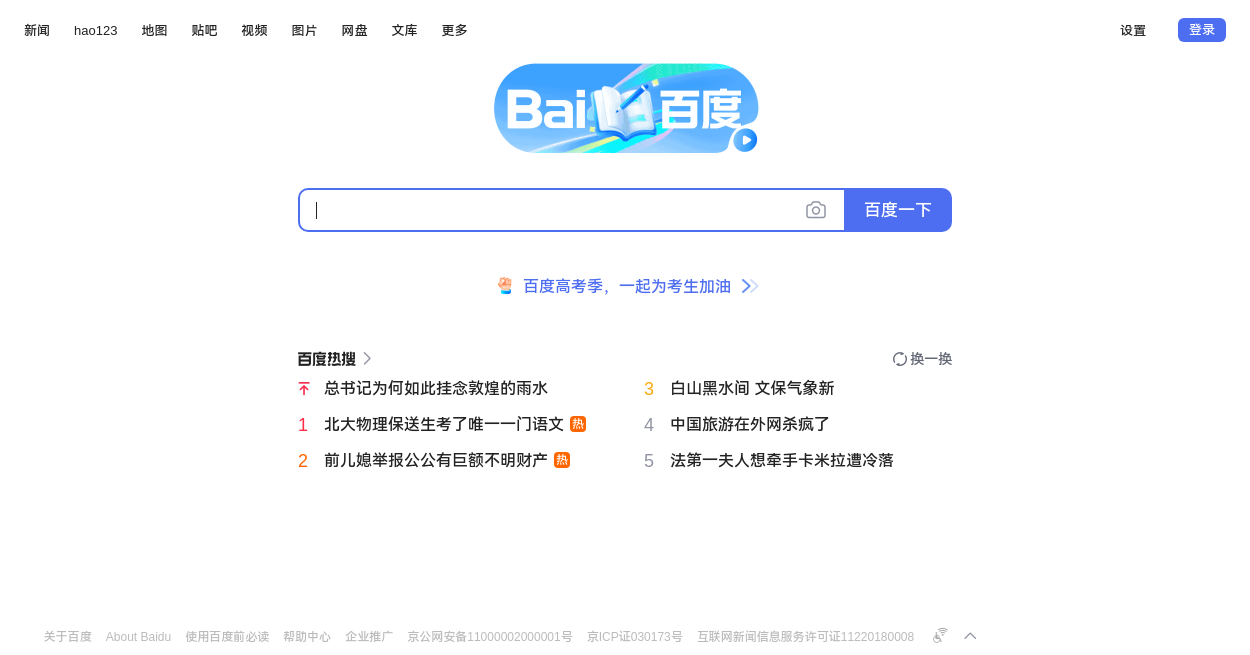 新闻 hao123 地图 贴吧 视频 图片 网盘 文库 更多 设置 登录
Bai 百度
百度一下
百度高考季，一起为考生加油
百度热搜 换一换
总书记为何如此挂念敦煌的雨水
1 北大物理保送生考了唯一一门语文 热
2 前儿媳举报公公有巨额不明财产 热
3 白山黑水间 文保气象新
4 中国旅游在外网杀疯了
5 法第一夫人想牵手卡米拉遭冷落
关于百度 About Baidu 使用百度前必读 帮助中心 企业推广 京公网安备11000002000001号 京ICP证030173号 互联网新闻信息服务许可证11220180008